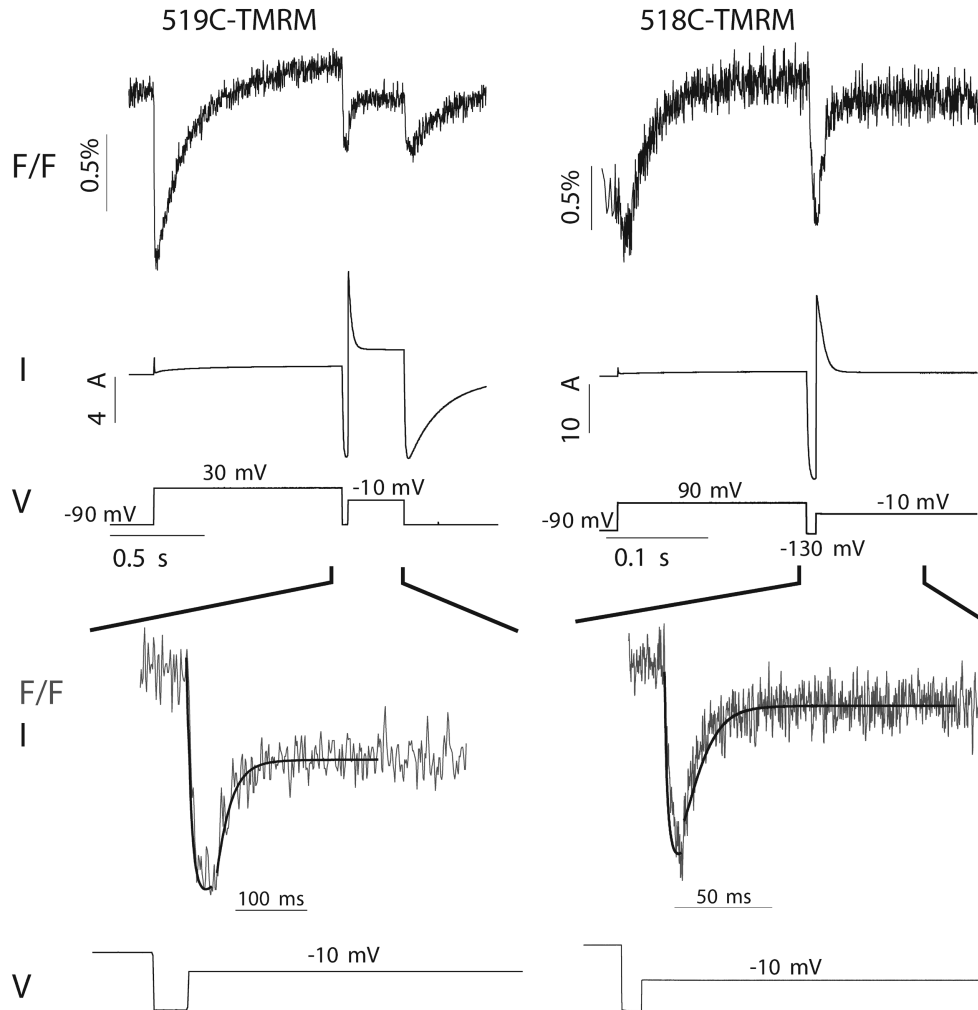 519C-TMRM 518C-TMRM
F/F
0.5%
0.5%
I
4 A
10 A
V
30 mV
-10 mV
-90 mV
0.5 s
90 mV
-10 mV
-90 mV
-130 mV
0.1 s
F/F
I
100 ms
50 ms
V
-10 mV
-10 mV